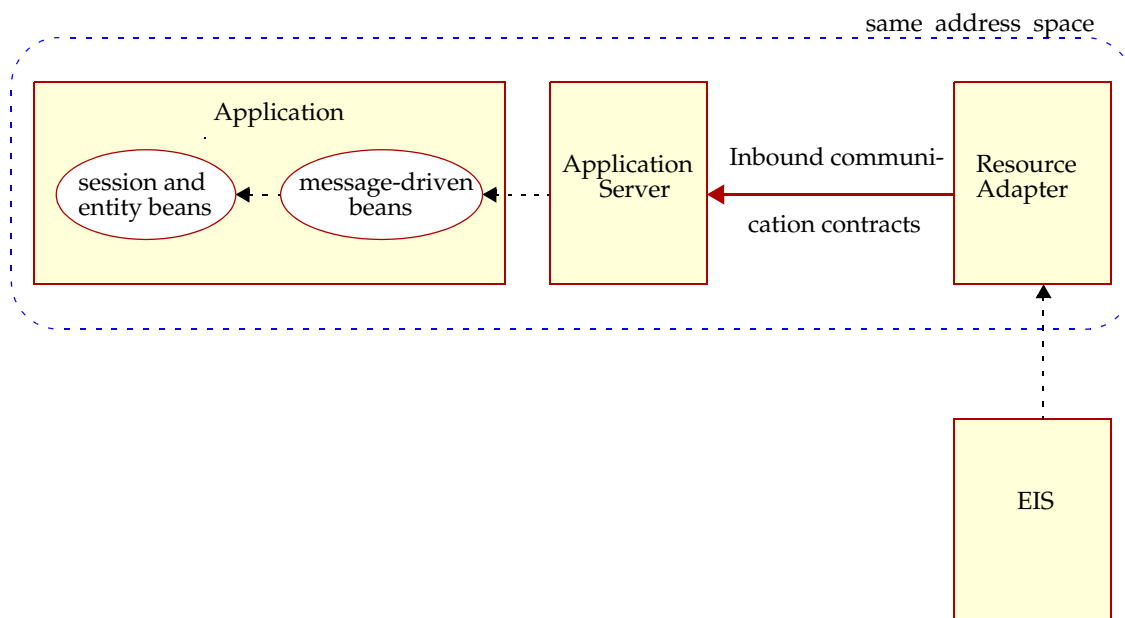 same address space
Application
session and
entity beans
message-driven
beans
Application
Server
Inbound communi-
cation contracts
Resource
Adapter
EIS